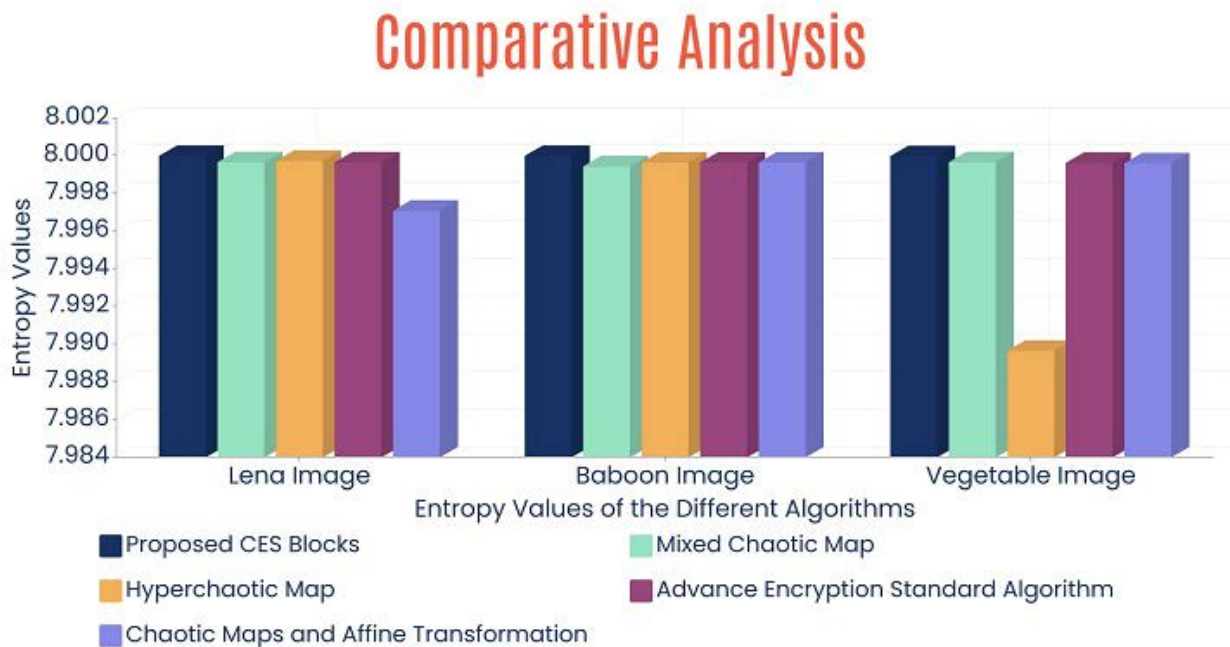 Comparative Analysis
8.002
8.000
7.998
7.996
7.994
7.992
7.990
7.988
7.986
7.984
Entropy Values
Lena Image
Baboon Image
Vegetable Image
Entropy Values of the Different Algorithms
Proposed CES Blocks
Mixed Chaotic Map
Hyperchaotic Map
Advance Encryption Standard Algorithm
Chaotic Maps and Affine Transformation